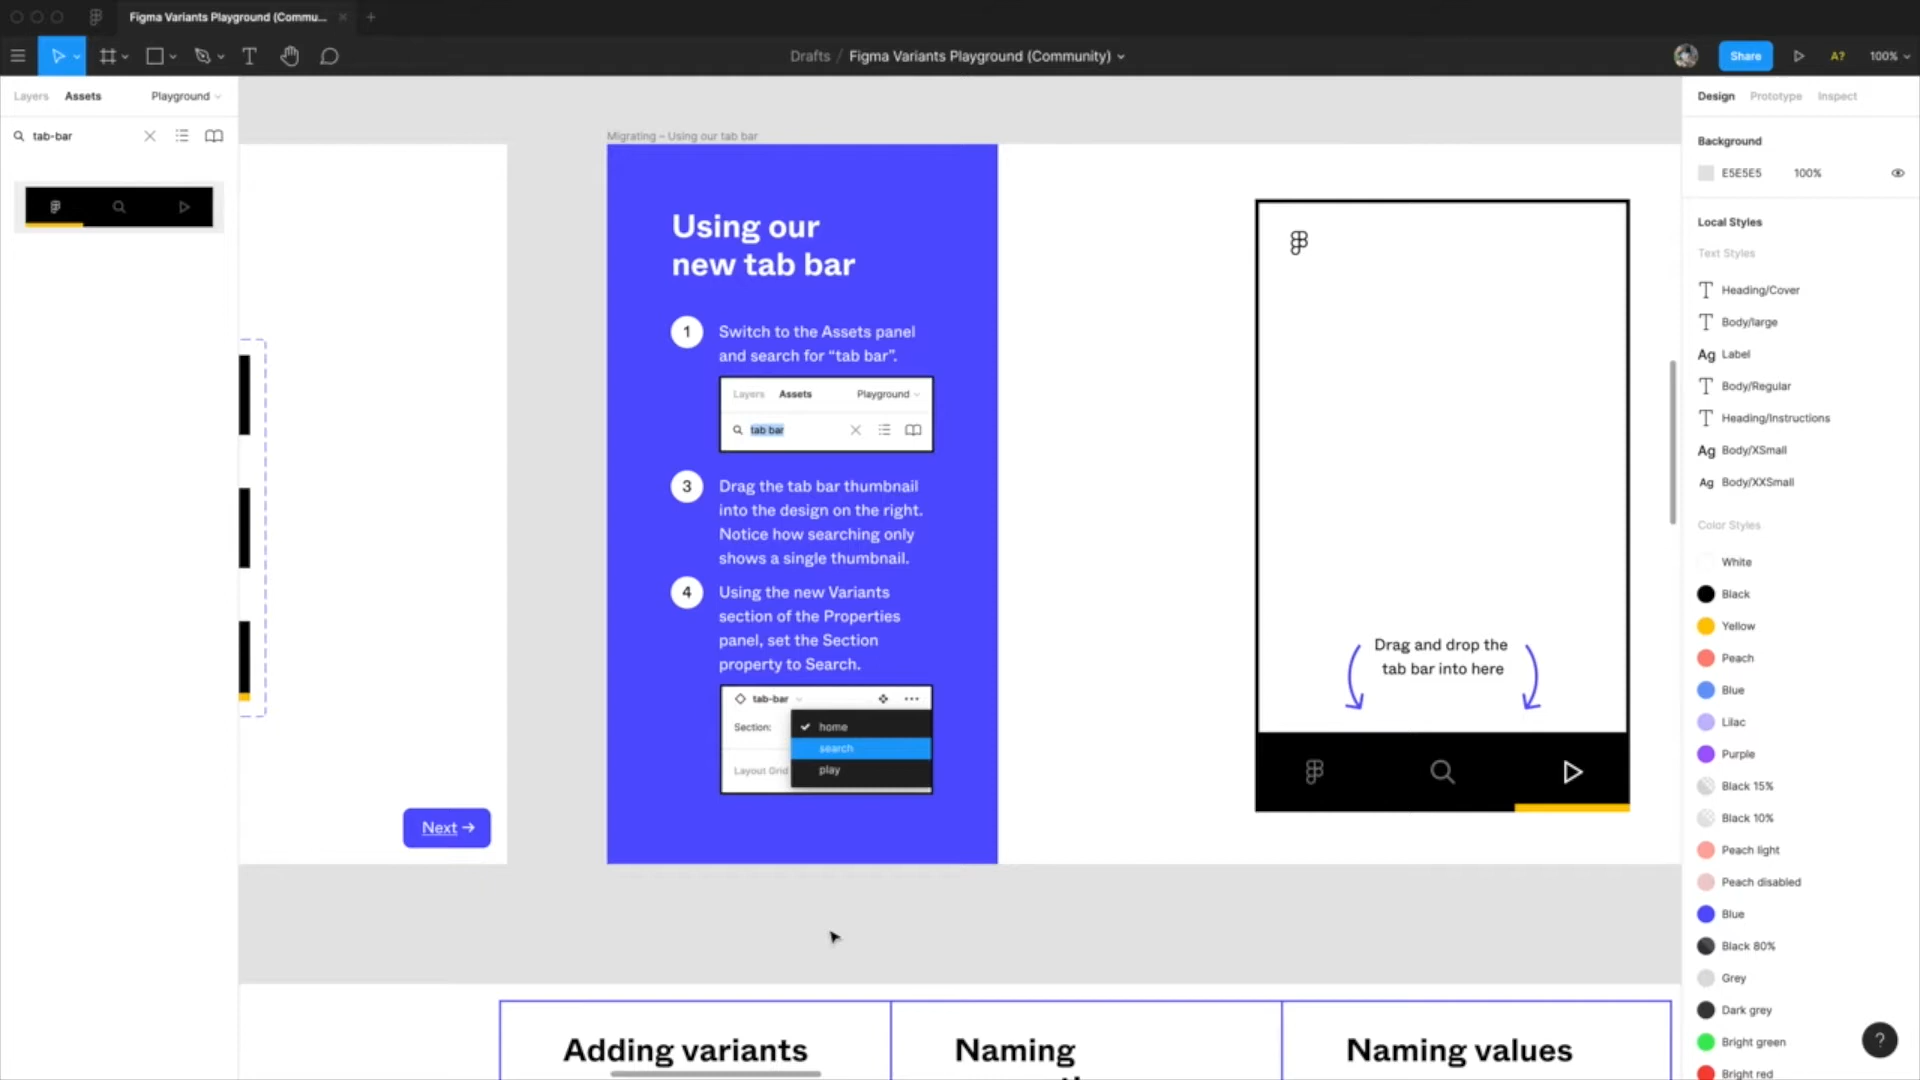 Figma Variants Playground (Commu...
Drafts / Figma Variants Playground (Community)
Share
A?
100%
Layers
Assets
Playground
tab-bar
Next →
Migrating – Using our tab bar
Using our
new tab bar
1
Switch to the Assets panel
and search for “tab bar”.
Layers
Assets
Playground
tab bar
3
Drag the tab bar thumbnail
into the design on the right.
Notice how searching only
shows a single thumbnail.
4
Using the new Variants
section of the Properties
panel, set the Section
property to Search.
tab-bar
Section:
home
search
Layout Grid
play
Drag and drop the
tab bar into here
Adding variants
Naming
Naming values
Design
Prototype
Inspect
Background
E5E5E5
100%
Local Styles
Text Styles
Heading/Cover
Body/large
Ag Label
Body/Regular
Heading/Instructions
Ag Body/XSmall
Ag Body/XXSmall
Color Styles
White
Black
Yellow
Peach
Blue
Lilac
Purple
Black 15%
Black 10%
Peach light
Peach disabled
Blue
Black 80%
Grey
Dark grey
Bright green
Bright red
?